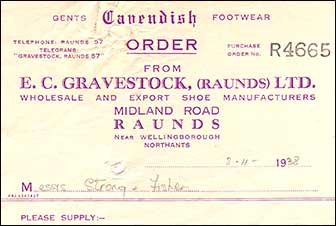 GENTS Cavendish FOOTWEAR
TELEPHONE: RAUNDS 57
TELEGRAMS:
"GRAVESTOCK, RAUNDS 57"
ORDER
PURCHASE
ORDER No. R4665
FROM
E. C. GRAVESTOCK, (RAUNDS) LTD.
WHOLESALE AND EXPORT SHOE MANUFACTURERS
MIDLAND ROAD
RAUNDS
NEAR WELLINGBOROUGH
NORTHANTS
2-11- 1938
Messrs Strong & Fisher
PLEASE SUPPLY:-